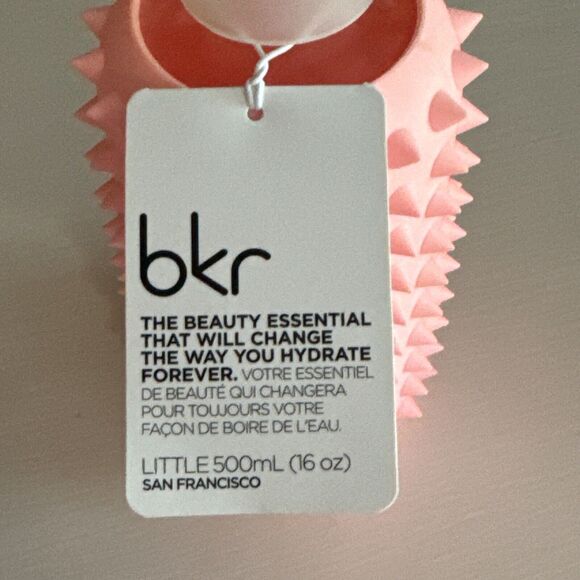 bkr
THE BEAUTY ESSENTIAL
THAT WILL CHANGE
THE WAY YOU HYDRATE
FOREVER. VOTRE ESSENTIEL
DE BEAUTÉ QUI CHANGERA
POUR TOUJOURS VOTRE
FAÇON DE BOIRE DE L'EAU.
LITTLE 500mL (16 oz)
SAN FRANCISCO